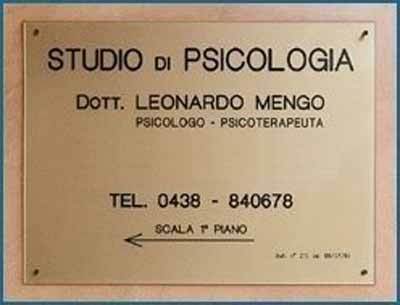 STUDIO DI PSICOLOGIA
DOTT. LEONARDO MENGO
PSICOLOGO - PSICOTERAPEUTA
TEL. 0438 - 840678
SCALA 1° PIANO